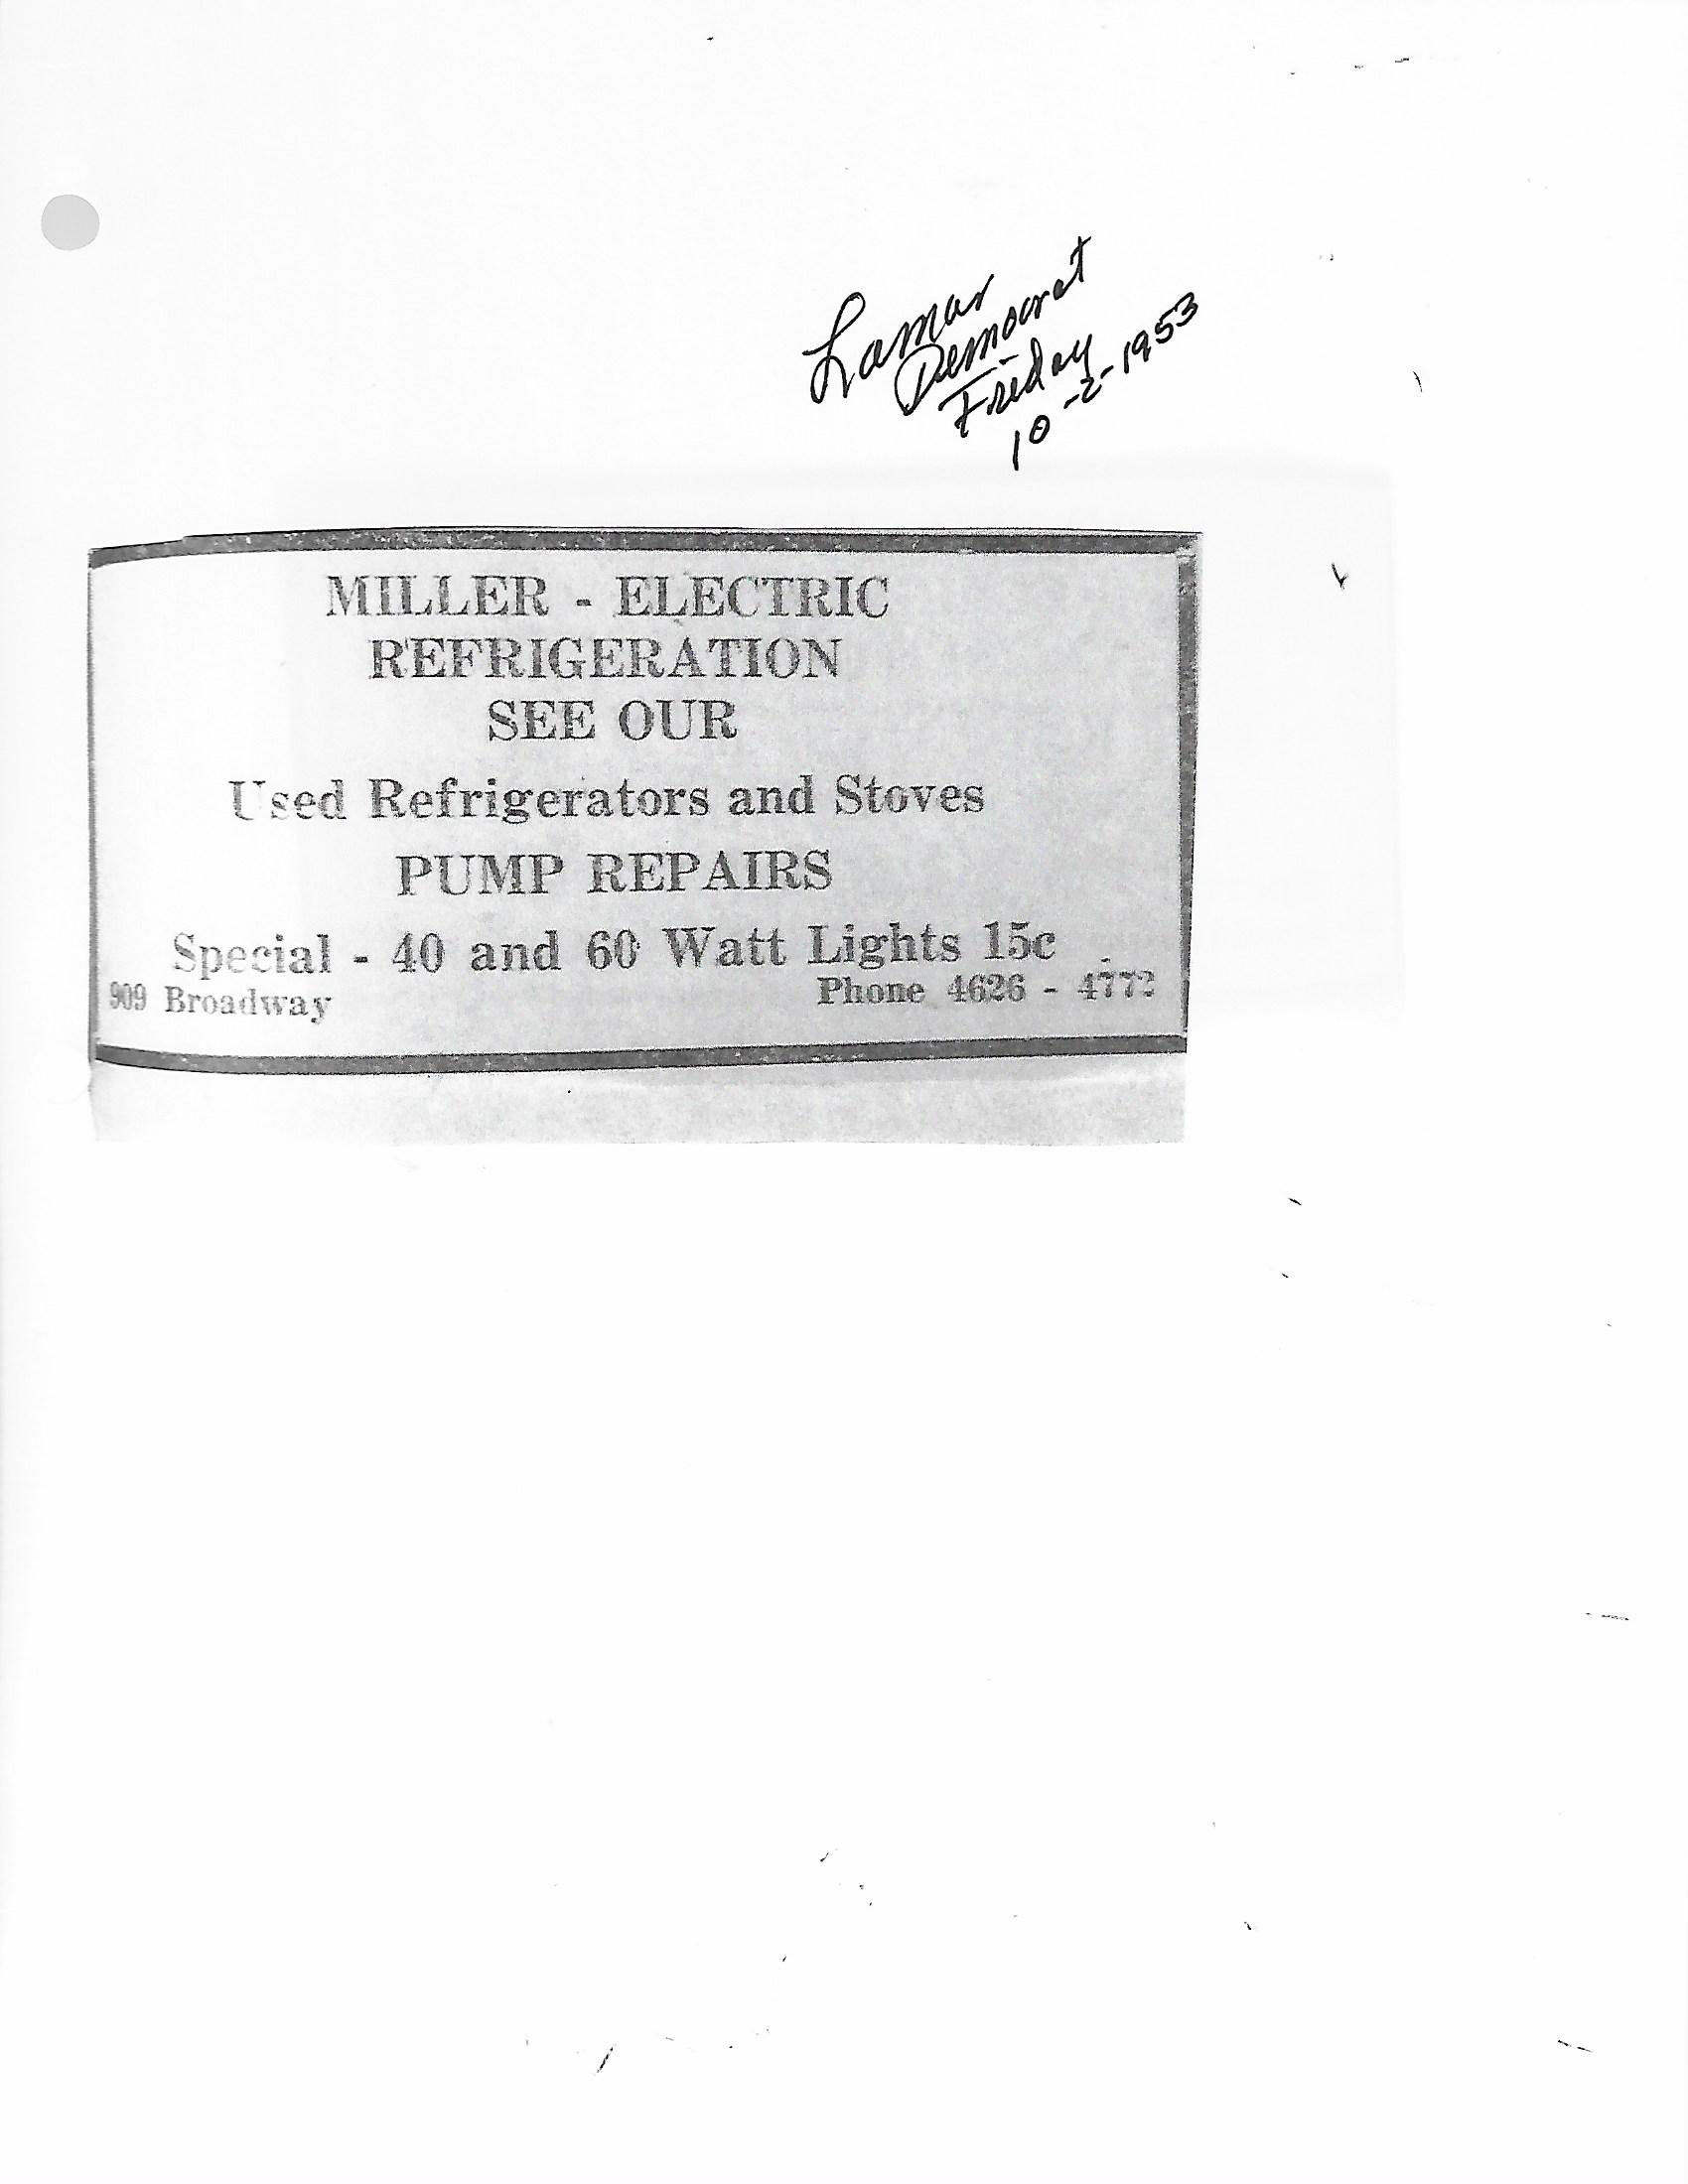 Lamar
Democrat
Friday
10-2-1953
MILLER - ELECTRIC
REFRIGERATION
SEE OUR
Used Refrigerators and Stoves
PUMP REPAIRS
Special - 40 and 60 Watt Lights 15c
909 Broadway
Phone 4626 - 4772